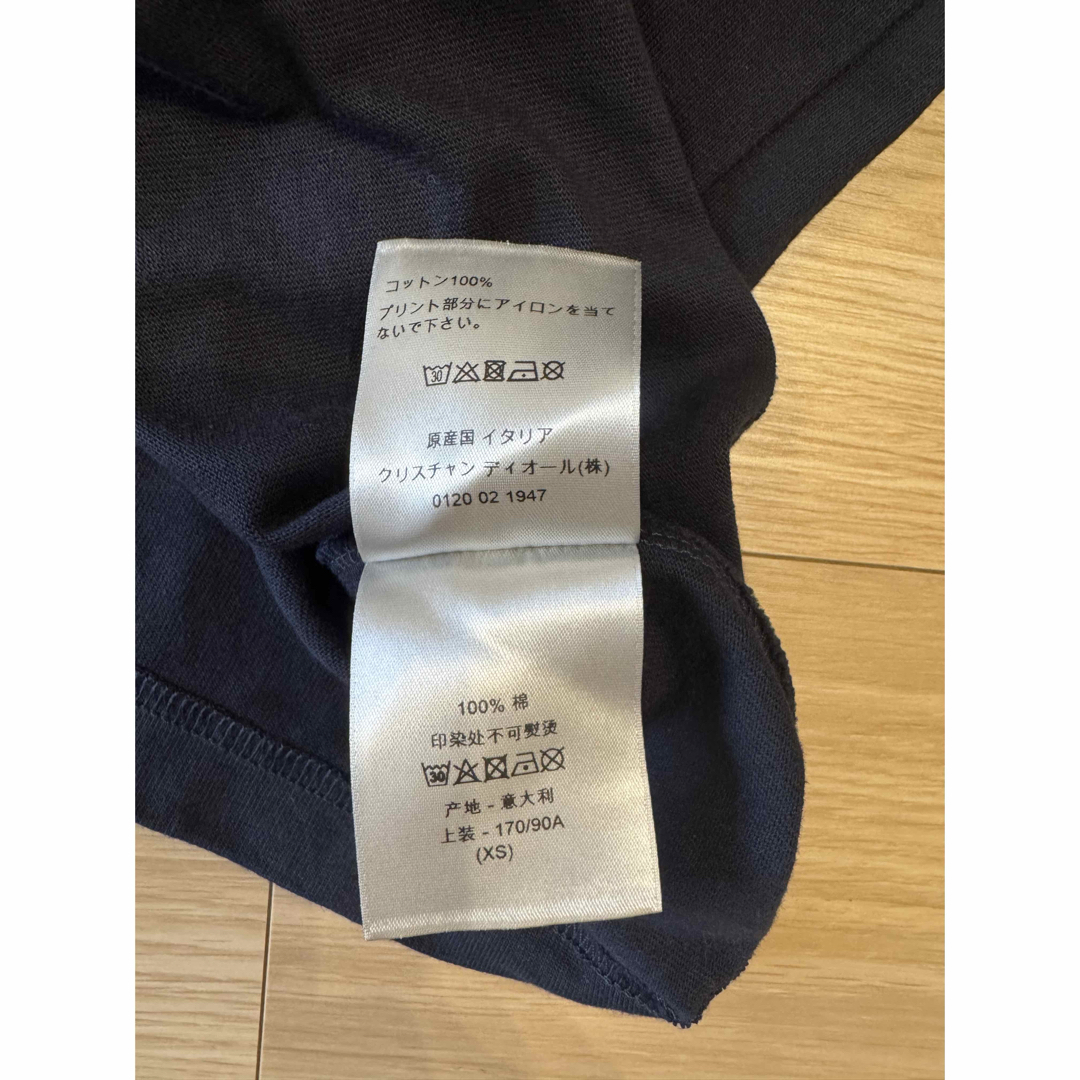 コットン100%
プリント部分にアイロンを当て
ないで下さい。
30
原産国 イタリア
クリスチャン ディオール(株)
0120 02 1947
100% 棉
印染处不可熨烫
30
产地 - 意大利
上装 - 170/90A
(XS)